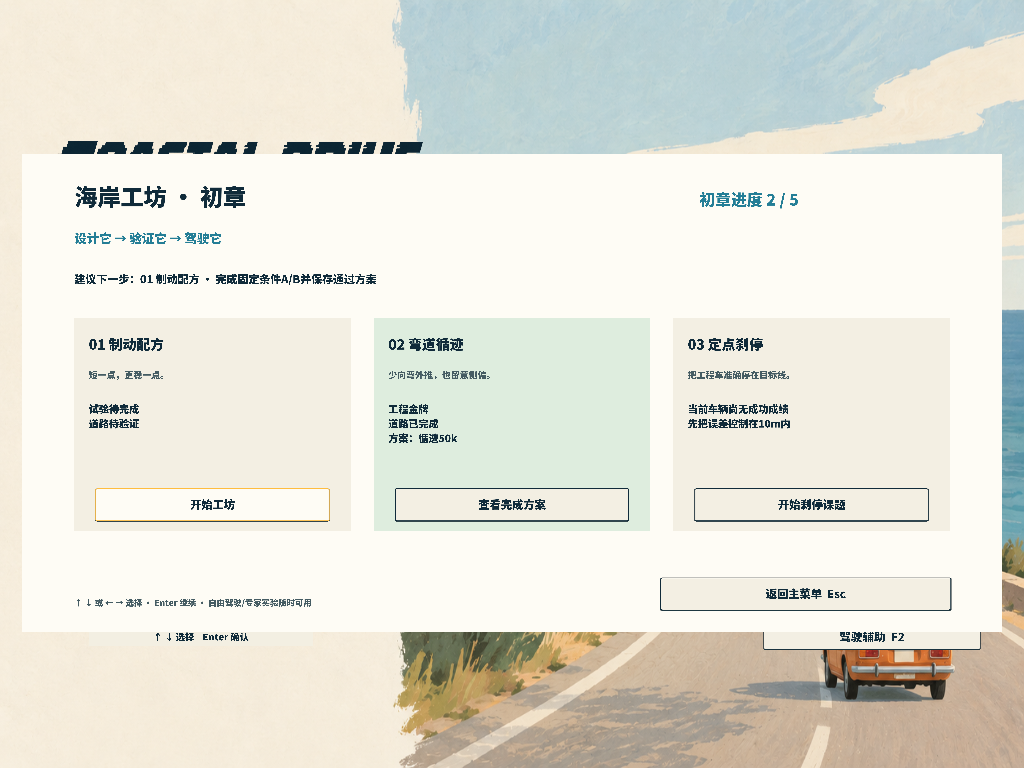 COASTAL DRIVE
海岸工坊 · 初章
初章进度 2 / 5
设计它 → 验证它 → 驾驶它
建议下一步：01 制动配方 · 完成固定条件A/B并保存通过方案
01 制动配方
短一点，更稳一点。
试验待完成
道路待验证
开始工坊
02 弯道循迹
少向弯外推，也留意侧偏。
工程金牌
道路已完成
方案：循迹50k
查看完成方案
03 定点刹停
把工程车准确停在目标线。
当前车辆尚无成功成绩
先把误差控制在10m内
开始刹停课题
↑ ↓ 或 ← → 选择 · Enter 继续 · 自由驾驶/专家实验随时可用
返回主菜单 Esc
↑ ↓ 选择 Enter 确认
驾驶辅助 F2